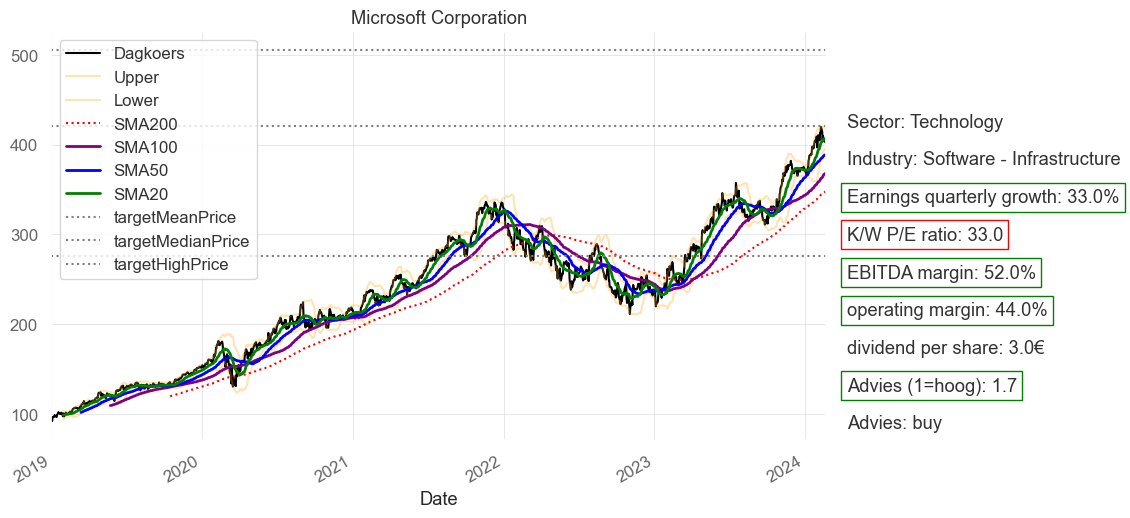 Microsoft Corporation
500
400
300
200
100
Dagkoers
Upper
Lower
SMA200
SMA100
SMA50
SMA20
targetMeanPrice
targetMedianPrice
targetHighPrice
2019
2020
2021
2022
2023
2024
Date
Sector: Technology
Industry: Software - Infrastructure
Earnings quarterly growth: 33.0%
K/W P/E ratio: 33.0
EBITDA margin: 52.0%
operating margin: 44.0%
dividend per share: 3.0€
Advies (1=hoog): 1.7
Advies: buy